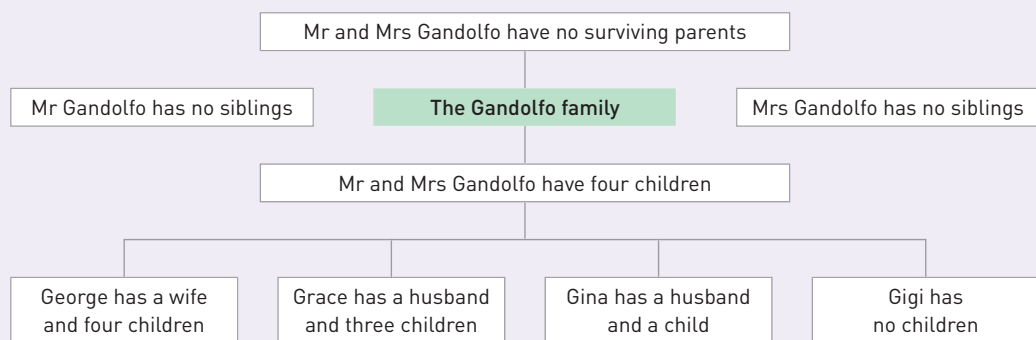 Mr and Mrs Gandolfo have no surviving parents
Mr Gandolfo has no siblings
The Gandolfo family
Mrs Gandolfo has no siblings
Mr and Mrs Gandolfo have four children
George has a wife
and four children
Grace has a husband
and three children
Gina has a husband
and a child
Gigi has
no children